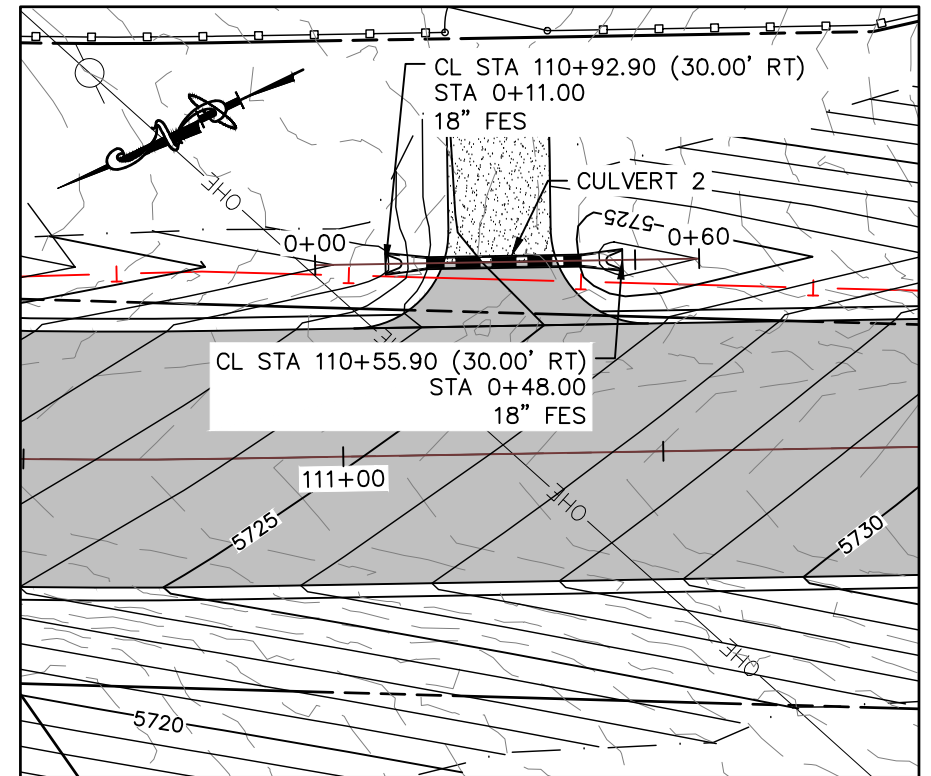 CL STA 110+92.90 (30.00' RT)
STA 0+11.00
18" FES
CULVERT 2
OHE
5725
0+00
0+60
OHE
CL STA 110+55.90 (30.00' RT)
STA 0+48.00
18" FES
111+00
OHE
5725
5730
OHE
5720